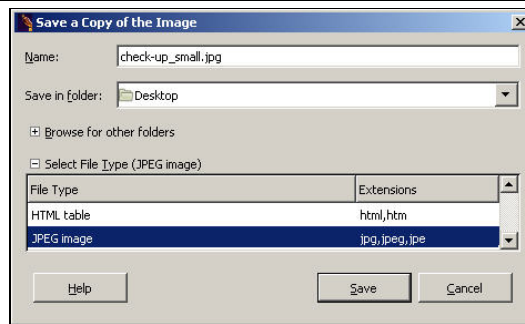 Save a Copy of the Image
Name: check-up_small.jpg
Save in folder: Desktop
Browse for other folders
Select File Type (JPEG image)
File Type Extensions
HTML table html,htm
JPEG image jpg,jpeg,jpe
Help Save Cancel